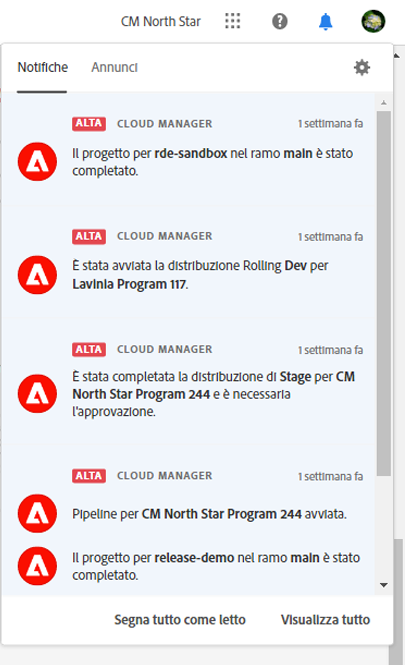 CM North Star
Notifiche Annunci
ALTA CLOUD MANAGER 1 settimana fa
Il progetto per rde-sandbox nel ramo main è stato
completato.
ALTA CLOUD MANAGER 1 settimana fa
È stata avviata la distribuzione Rolling Dev per
Lavinia Program 117.
ALTA CLOUD MANAGER 1 settimana fa
È stata completata la distribuzione di Stage per CM
North Star Program 244 e è necessaria
l'approvazione.
ALTA CLOUD MANAGER 1 settimana fa
Pipeline per CM North Star Program 244 avviata.
Il progetto per release-demo nel ramo main è stato
completato.
Segna tutto come letto Visualizza tutto